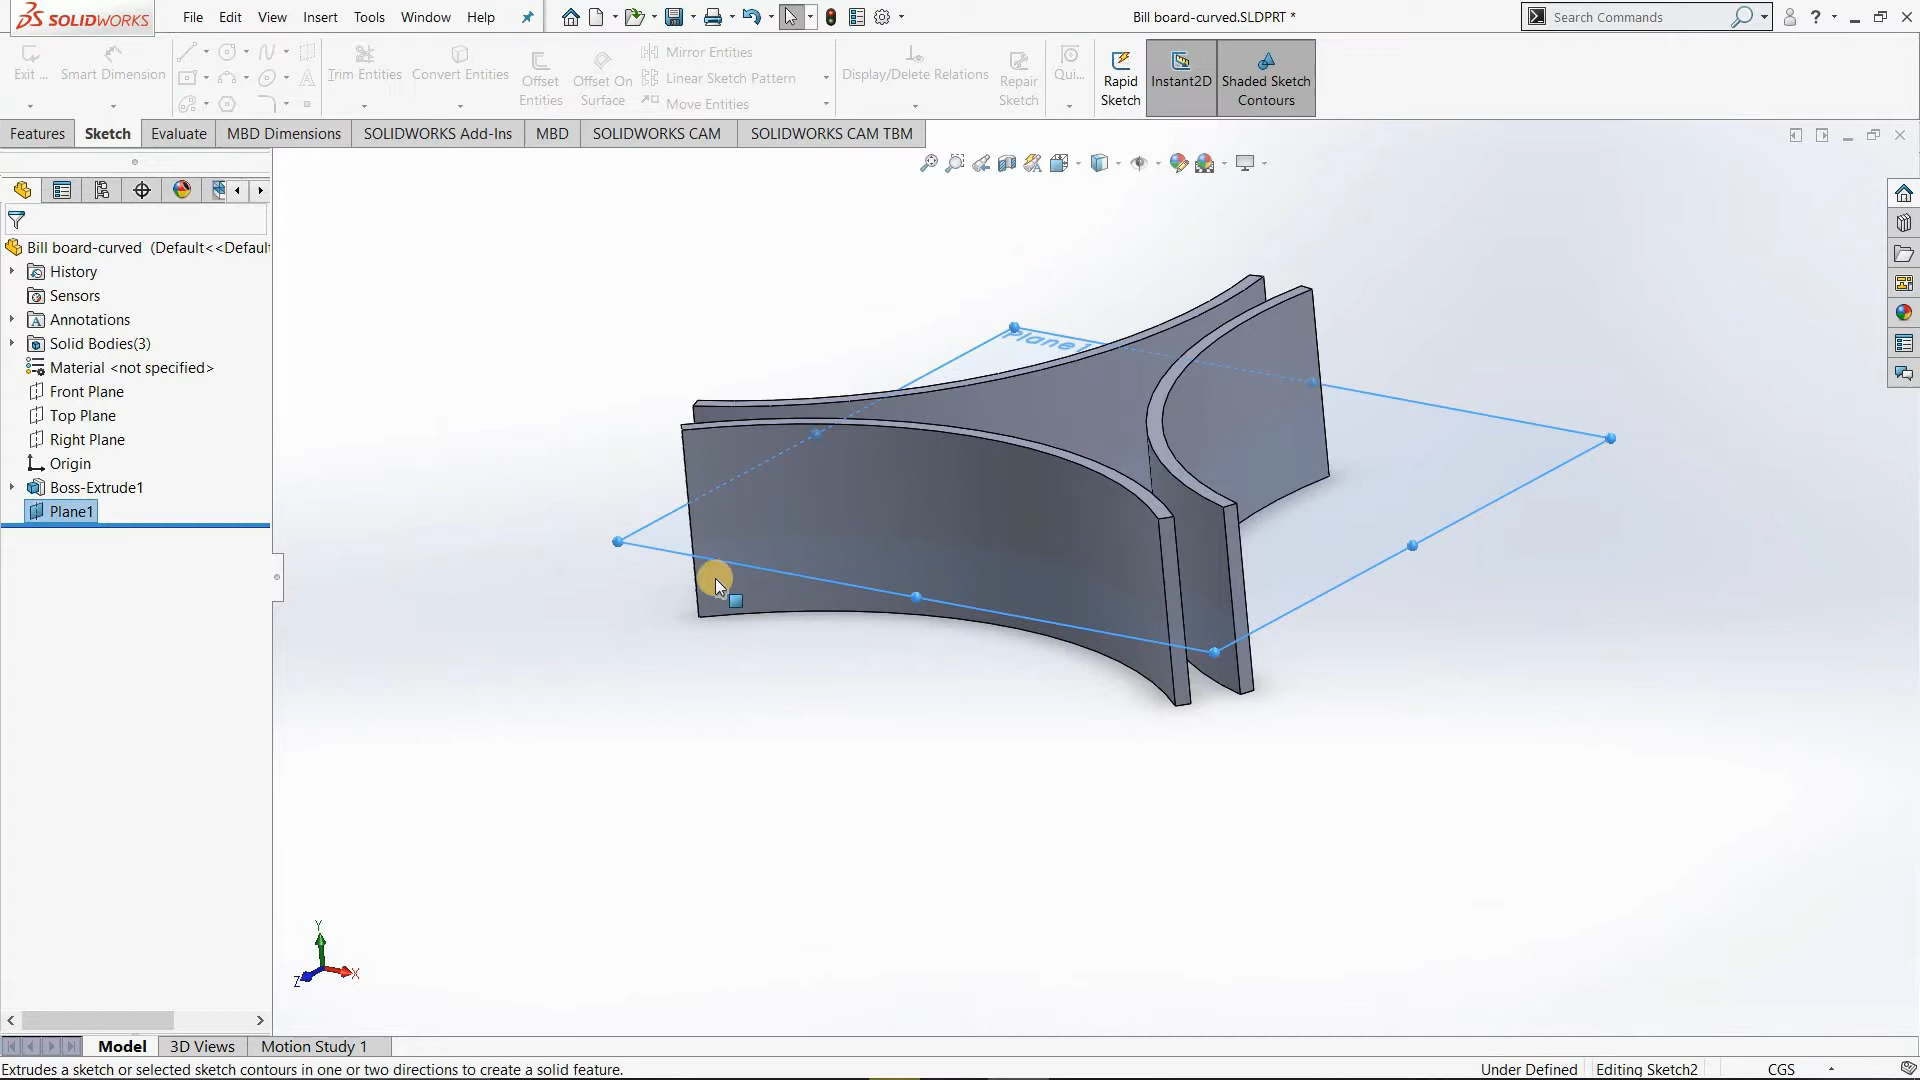 SOLIDWORKS
File Edit View Insert Tools Window Help
Bill board-curved.SLDPRT *
Search Commands
Exit ...
Smart Dimension
Trim Entities
Convert Entities
Offset
Entities
Offset On
Surface
Mirror Entities
Linear Sketch Pattern
Move Entities
Display/Delete Relations
Repair
Sketch
Qui...
Rapid
Sketch
Instant2D
Shaded Sketch
Contours
Features Sketch Evaluate MBD Dimensions SOLIDWORKS Add-Ins MBD SOLIDWORKS CAM SOLIDWORKS CAM TBM
Bill board-curved (Default<<Defaul
History
Sensors
Annotations
Solid Bodies(3)
Material <not specified>
Front Plane
Top Plane
Right Plane
Origin
Boss-Extrude1
Plane1
Plane1
Y
X
Z
Model 3D Views Motion Study 1
Extrudes a sketch or selected sketch contours in one or two directions to create a solid feature.
Under Defined Editing Sketch2 CGS